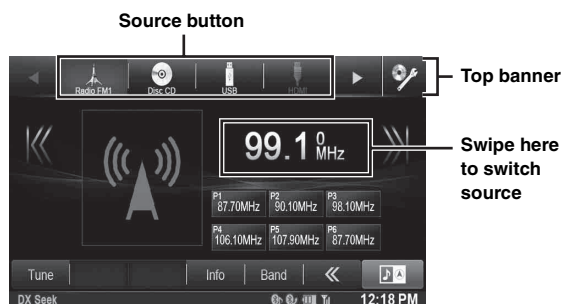 Source button
Radio FM1 Disc CD USB HDMI
Top banner
99.1 0 MHz
Swipe here
to switch
source
P1 87.70MHz P2 90.10MHz P3 98.10MHz
P4 106.10MHz P5 107.90MHz P6 87.70MHz
Tune Info Band
DX Seek 12:18 PM